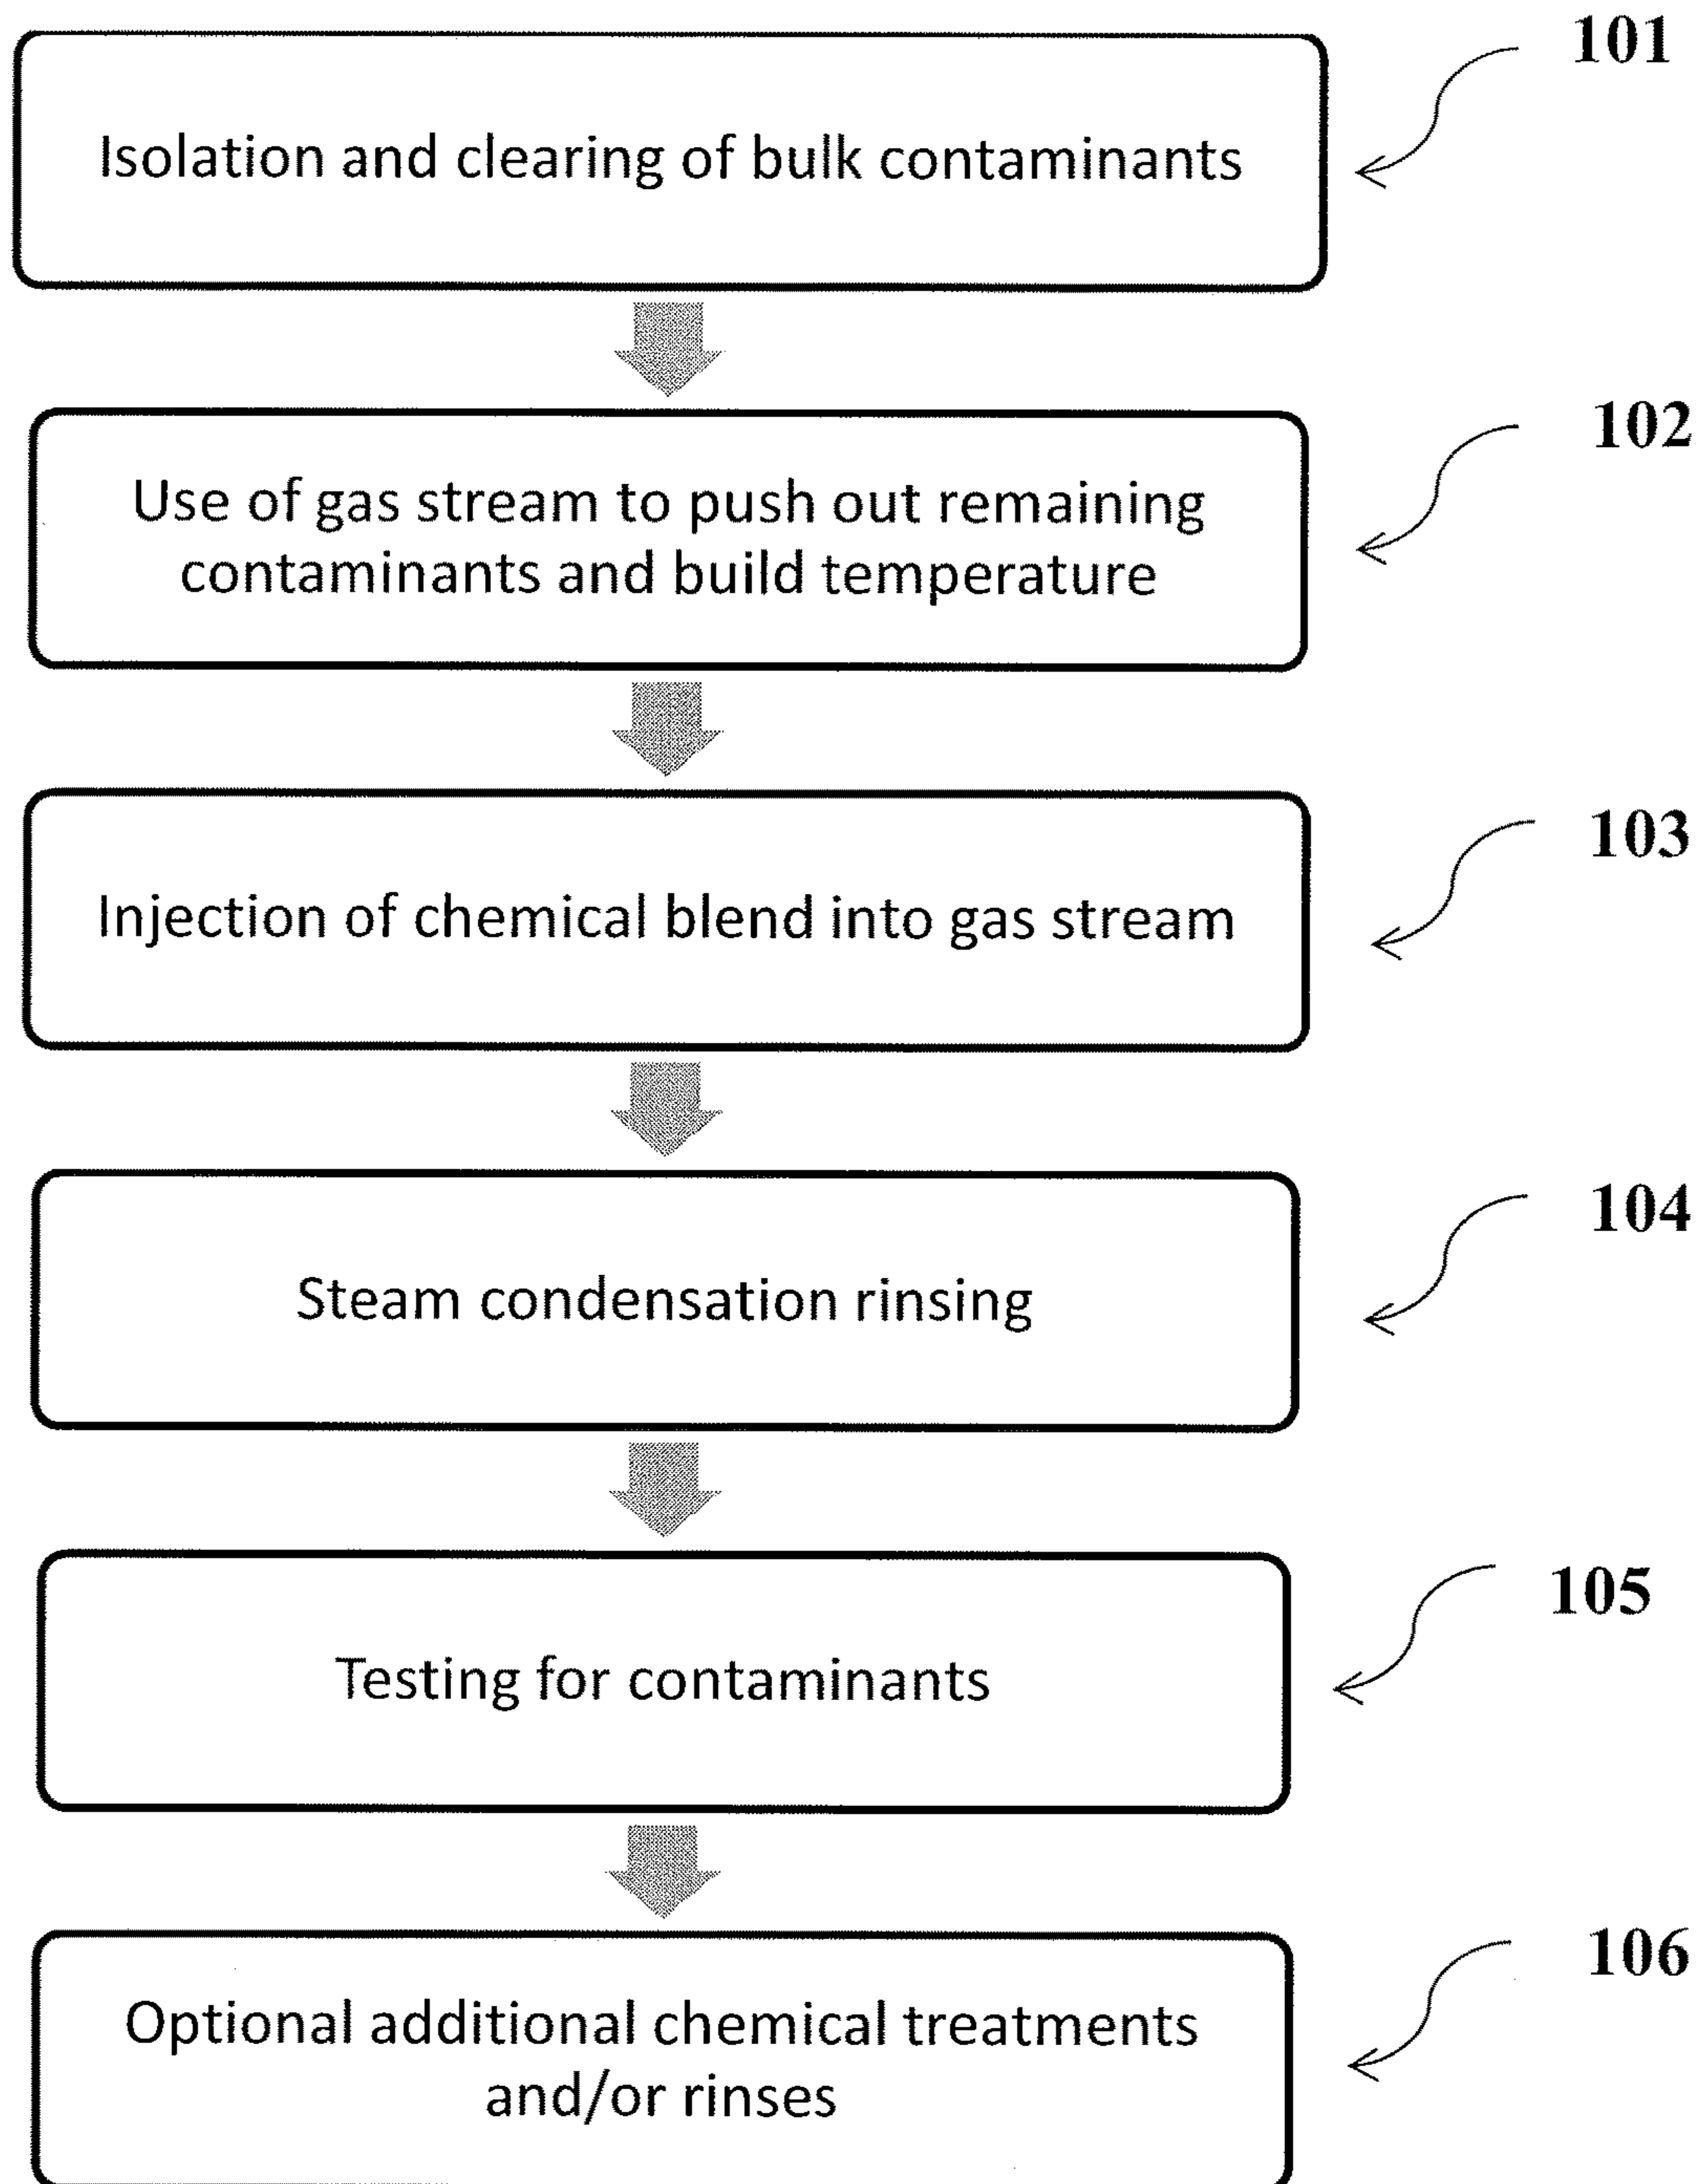 101
Isolation and clearing of bulk contaminants
102
Use of gas stream to push out remaining
contaminants and build temperature
103
Injection of chemical blend into gas stream
104
Steam condensation rinsing
105
Testing for contaminants
106
Optional additional chemical treatments
and/or rinses